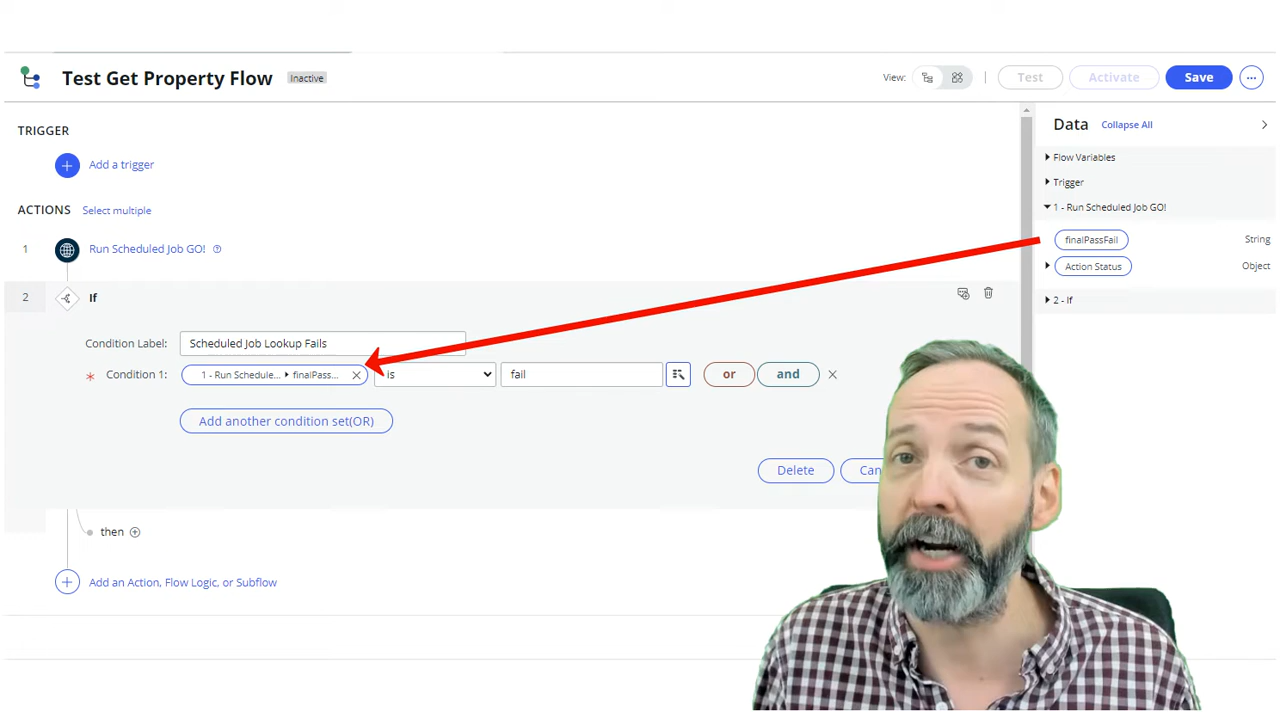 Test Get Property Flow Inactive View: Test Activate Save
TRIGGER
Add a trigger
ACTIONS Select multiple
1 Run Scheduled Job GO!
2 If
Condition Label: Scheduled Job Lookup Fails
* Condition 1: 1 - Run Schedule... finalPass... is fail or and
Add another condition set(OR)
Delete Can
then
Add an Action, Flow Logic, or Subflow
Data Collapse All
Flow Variables
Trigger
1 - Run Scheduled Job GO!
finalPassFail String
Action Status Object
2 - If